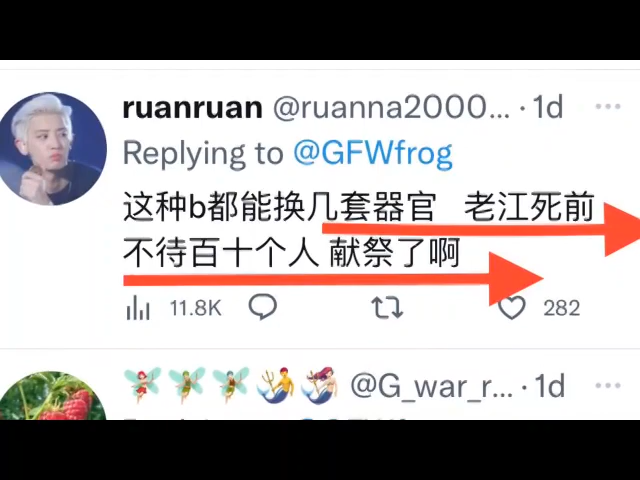 ruanruan @ruanna2000... · 1d
Replying to @GFWfrog
这种b都能换几套器官 老江死前
不待百十个人 献祭了啊
11.8K 282
@G_war_r... · 1d